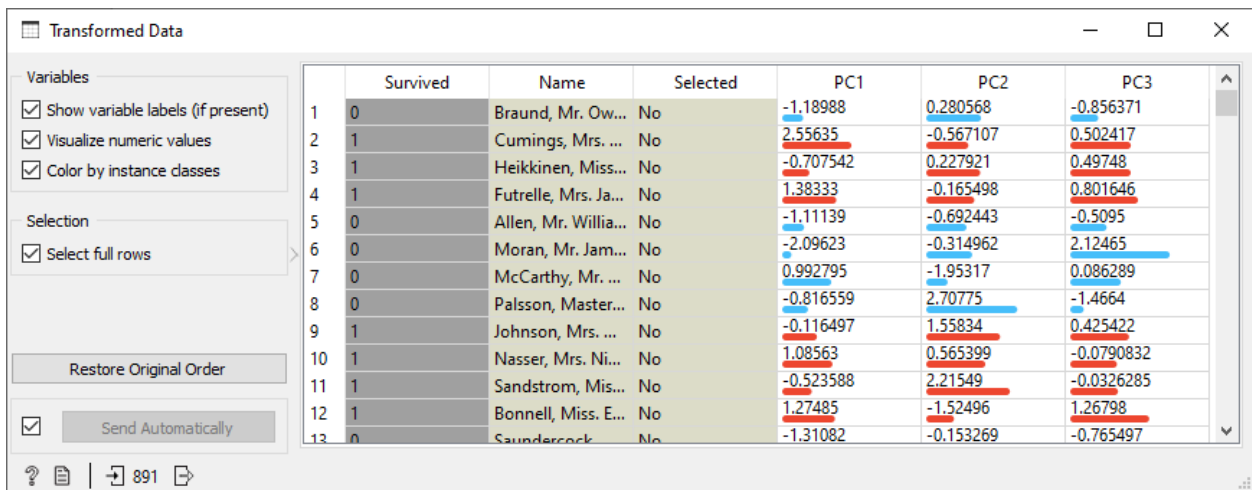 Transformed Data
Variables
Show variable labels (if present)
Visualize numeric values
Color by instance classes
Selection
Select full rows
Restore Original Order
Send Automatically
891
Survived Name Selected PC1 PC2 PC3
1 0 Braund, Mr. Ow... No -1.18988 0.280568 -0.856371
2 1 Cumings, Mrs. ... No 2.55635 -0.567107 0.502417
3 1 Heikkinen, Miss... No -0.707542 0.227921 0.49748
4 1 Futrelle, Mrs. Ja... No 1.38333 -0.165498 0.801646
5 0 Allen, Mr. Willia... No -1.11139 -0.692443 -0.5095
6 0 Moran, Mr. Jam... No -2.09623 -0.314962 2.12465
7 0 McCarthy, Mr. ... No 0.992795 -1.95317 0.086289
8 0 Palsson, Master... No -0.816559 2.70775 -1.4664
9 1 Johnson, Mrs. ... No -0.116497 1.55834 0.425422
10 1 Nasser, Mrs. Ni... No 1.08563 0.565399 -0.0790832
11 1 Sandstrom, Mis... No -0.523588 2.21549 -0.0326285
12 1 Bonnell, Miss. E... No 1.27485 -1.52496 1.26798
13 0 Saundercock, ... No -1.31082 -0.153269 -0.765497